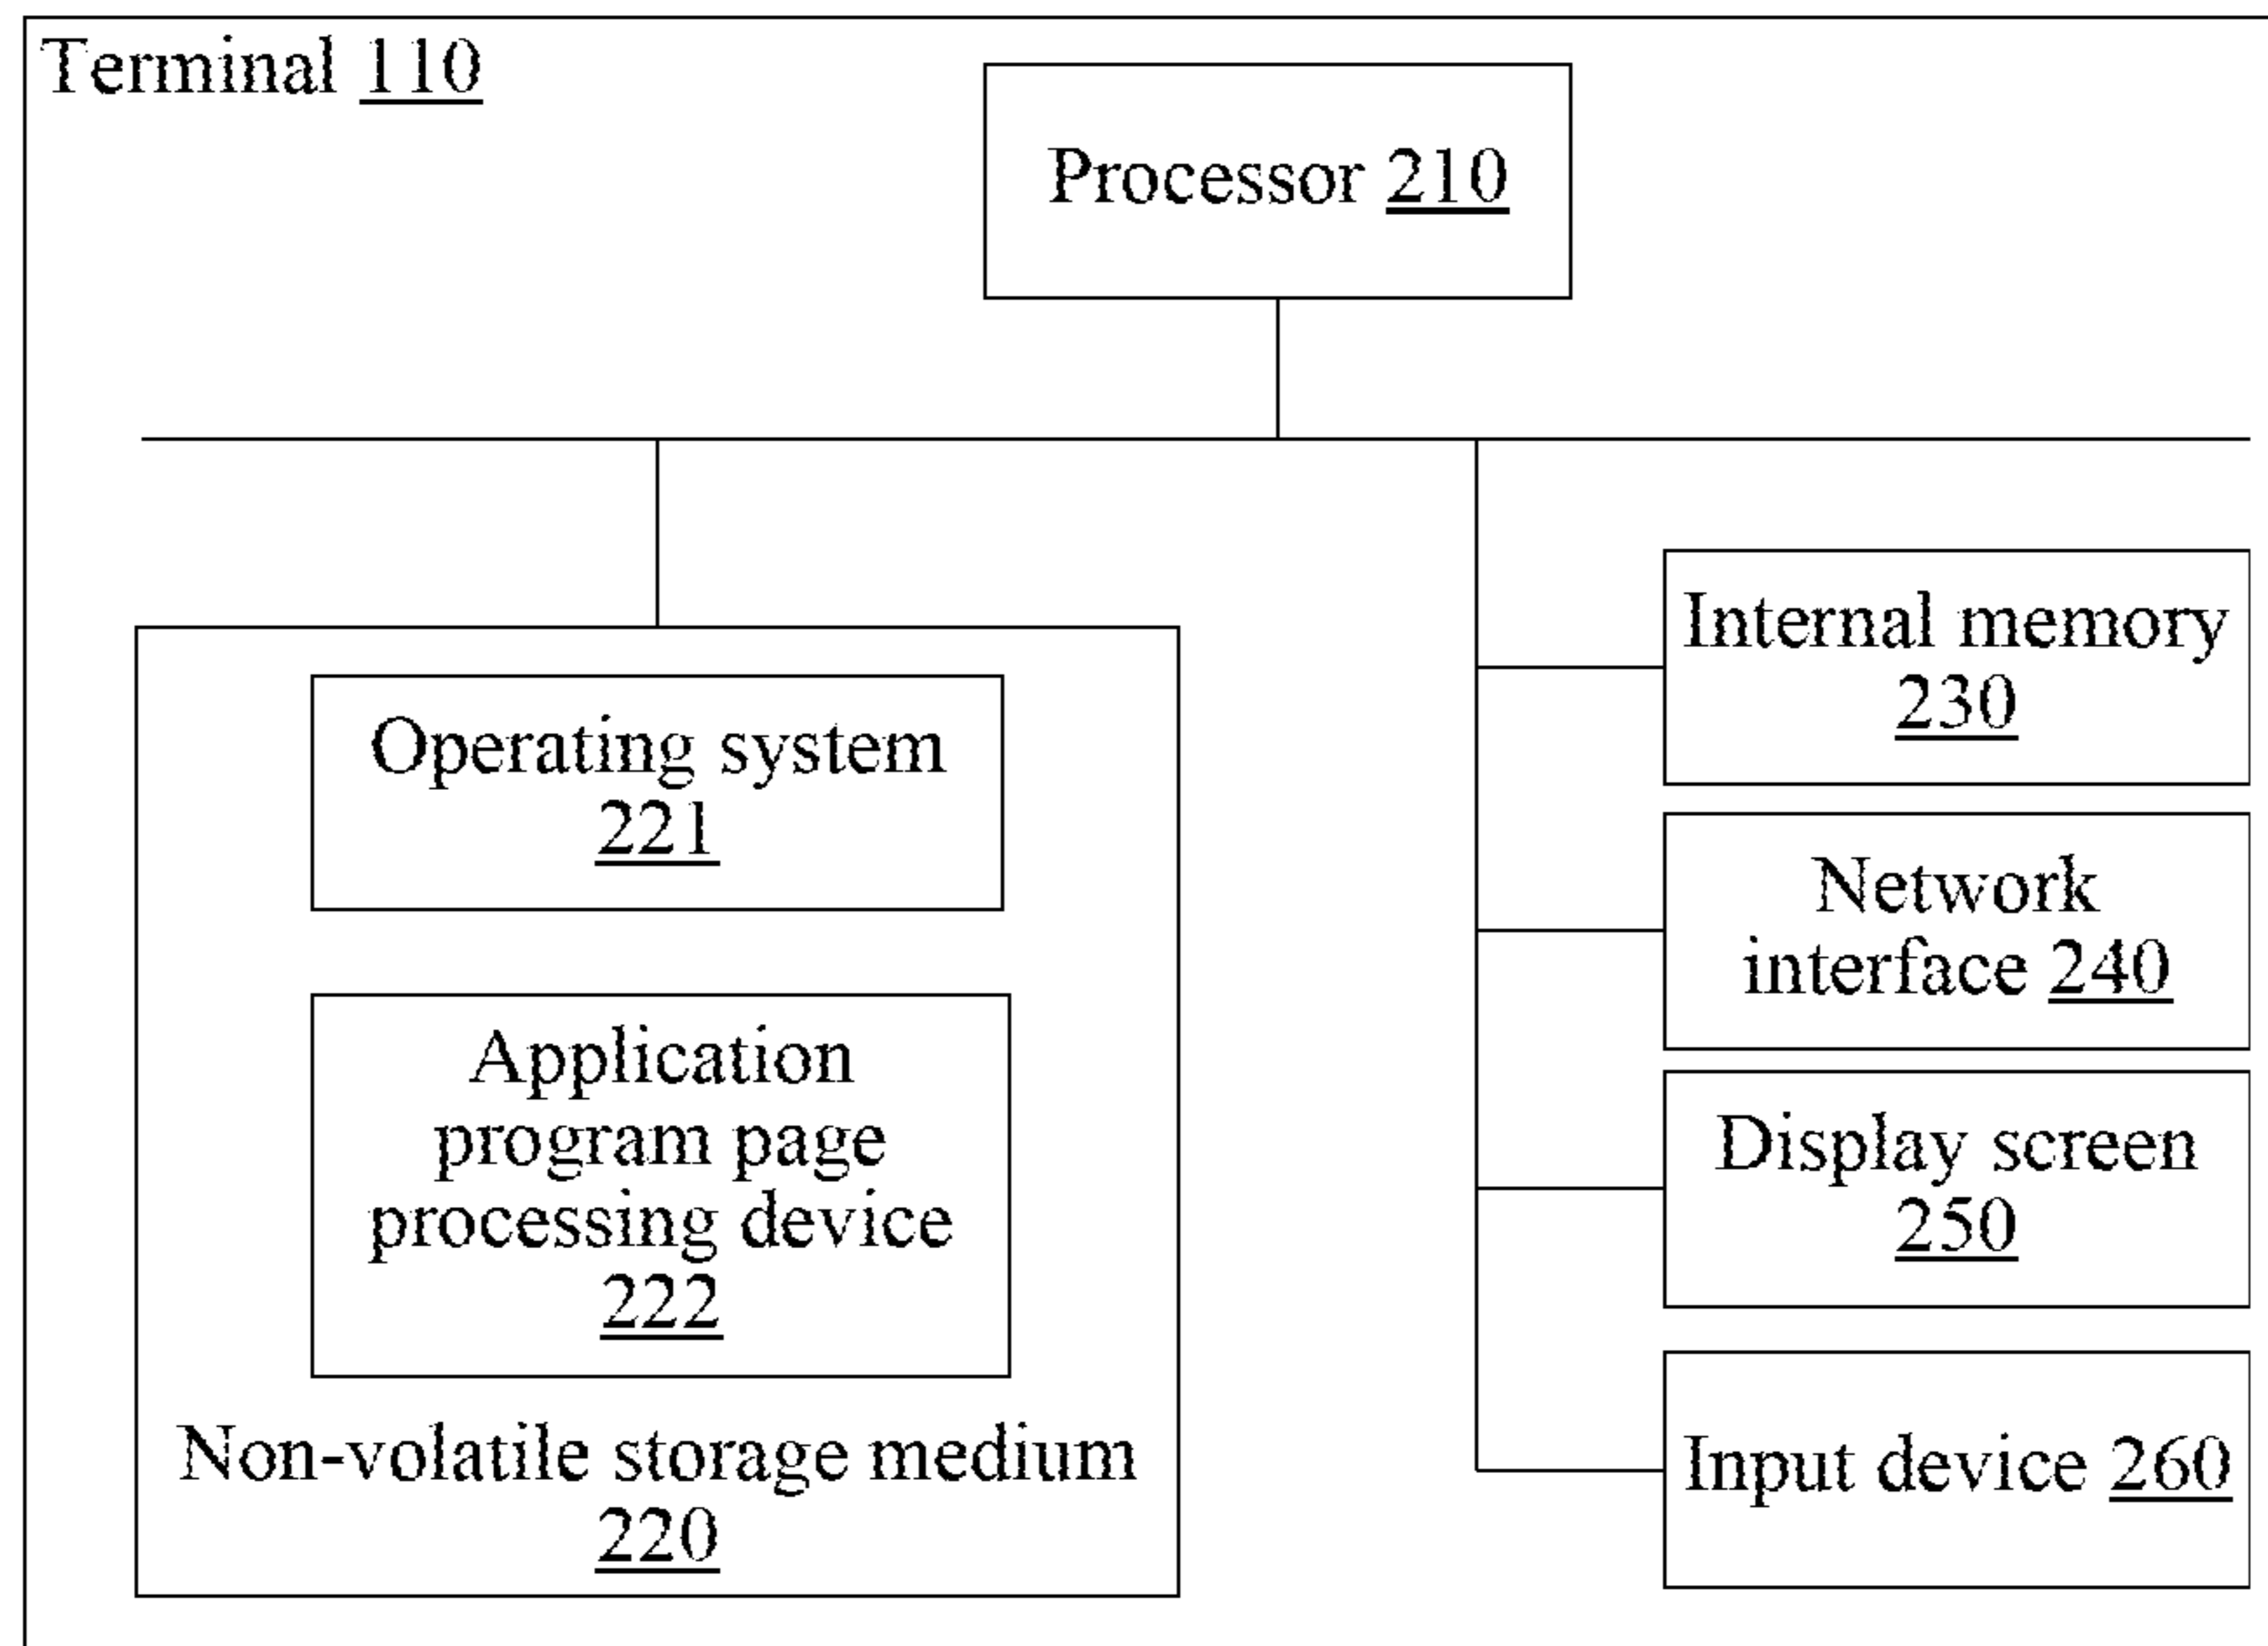 Terminal 110
Processor 210
Operating system
221
Application
program page
processing device
222
Non-volatile storage medium
220
Internal memory
230
Network
interface 240
Display screen
250
Input device 260